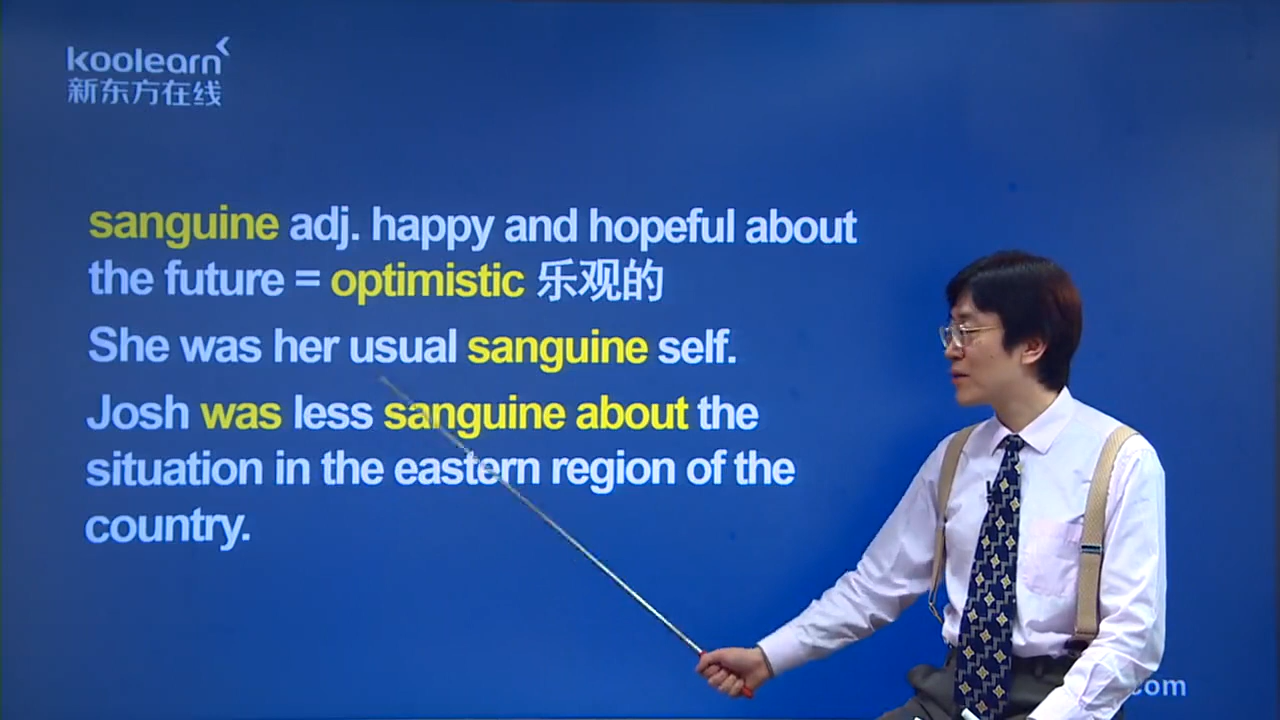 koolearn
新东方在线
sanguine adj. happy and hopeful about
the future = optimistic 乐观的
She was her usual sanguine self.
Josh was less sanguine about the
situation in the eastern region of the
country.
.com